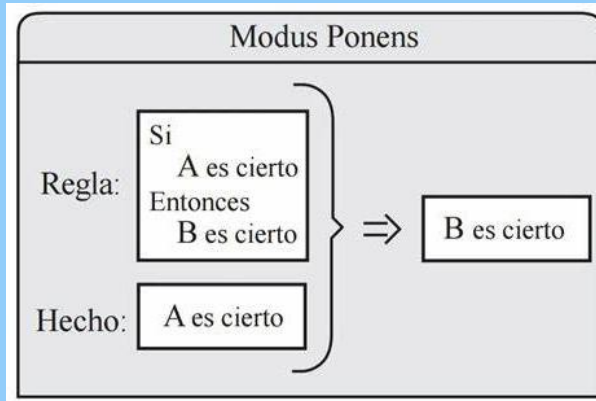 Modus Ponens
Regla:
Si
A es cierto
Entonces
B es cierto
Hecho:
A es cierto
⇒
B es cierto